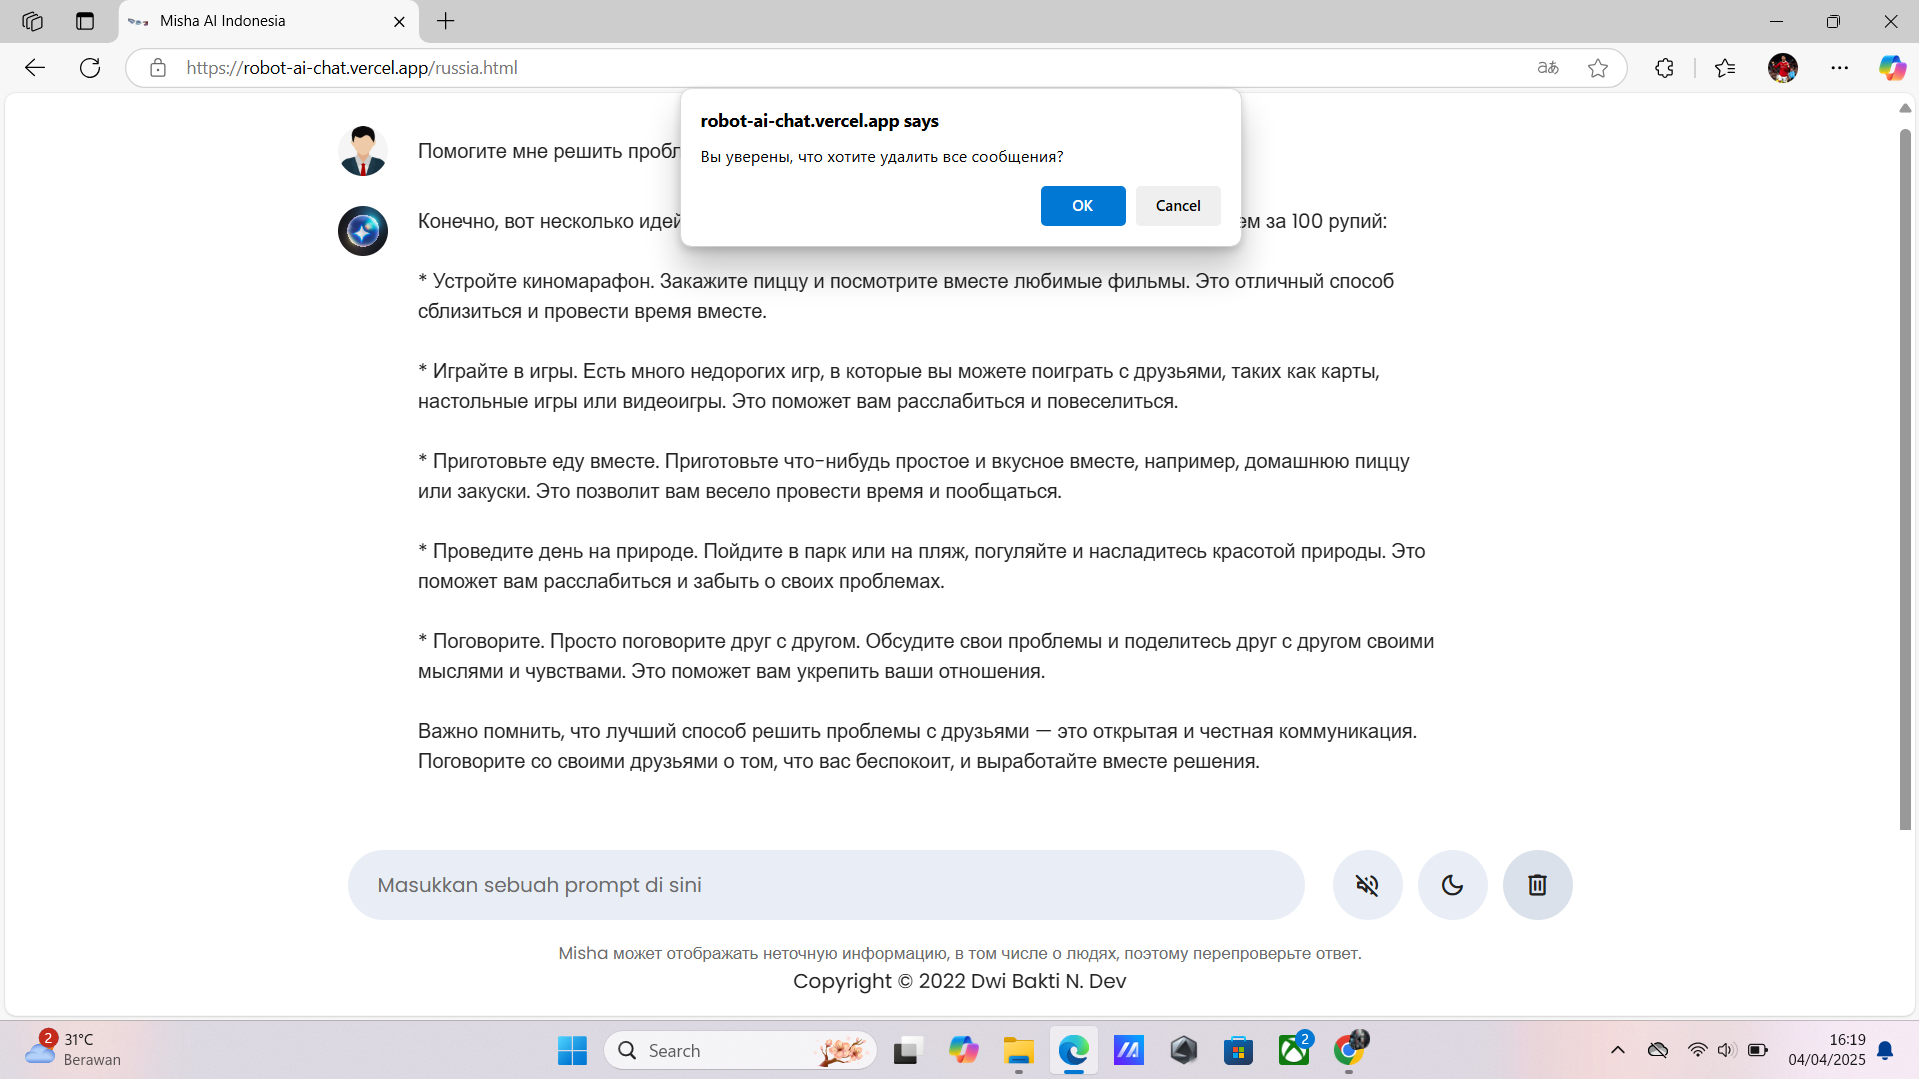 Misha AI Indonesia
https://robot-ai-chat.vercel.app/russia.html
robot-ai-chat.vercel.app says
Вы уверены, что хотите удалить все сообщения?
OK
Cancel
Помогите мне решить
Конечно, вот несколько за 100 рупий:
* Устройте киномарафон. Закажите пиццу и посмотрите вместе любимые фильмы. Это отличный способ
сблизиться и провести время вместе.
* Играйте в игры. Есть много недорогих игр, в которые вы можете поиграть с друзьями, таких как карты,
настольные игры или видеоигры. Это поможет вам расслабиться и повеселиться.
* Приготовьте еду вместе. Приготовьте что-нибудь простое и вкусное вместе, например, домашнюю пиццу
или закуски. Это позволит вам весело провести время и пообщаться.
* Проведите день на природе. Пойдите в парк или на пляж, погуляйте и насладитесь красотой природы. Это
поможет вам расслабиться и забыть о своих проблемах.
* Поговорите. Просто поговорите друг с другом. Обсудите свои проблемы и поделитесь друг с другом своими
мыслями и чувствами. Это поможет вам укрепить ваши отношения.
Важно помнить, что лучший способ решить проблемы с друзьями — это открытая и честная коммуникация.
Поговорите со своими друзьями о том, что вас беспокоит, и выработайте вместе решения.
Masukkan sebuah prompt di sini
Misha может отображать неточную информацию, в том числе о людях, поэтому перепроверьте ответ.
Copyright © 2022 Dwi Bakti N. Dev
2
31°C
Berawan
Search
2
16:19
04/04/2025